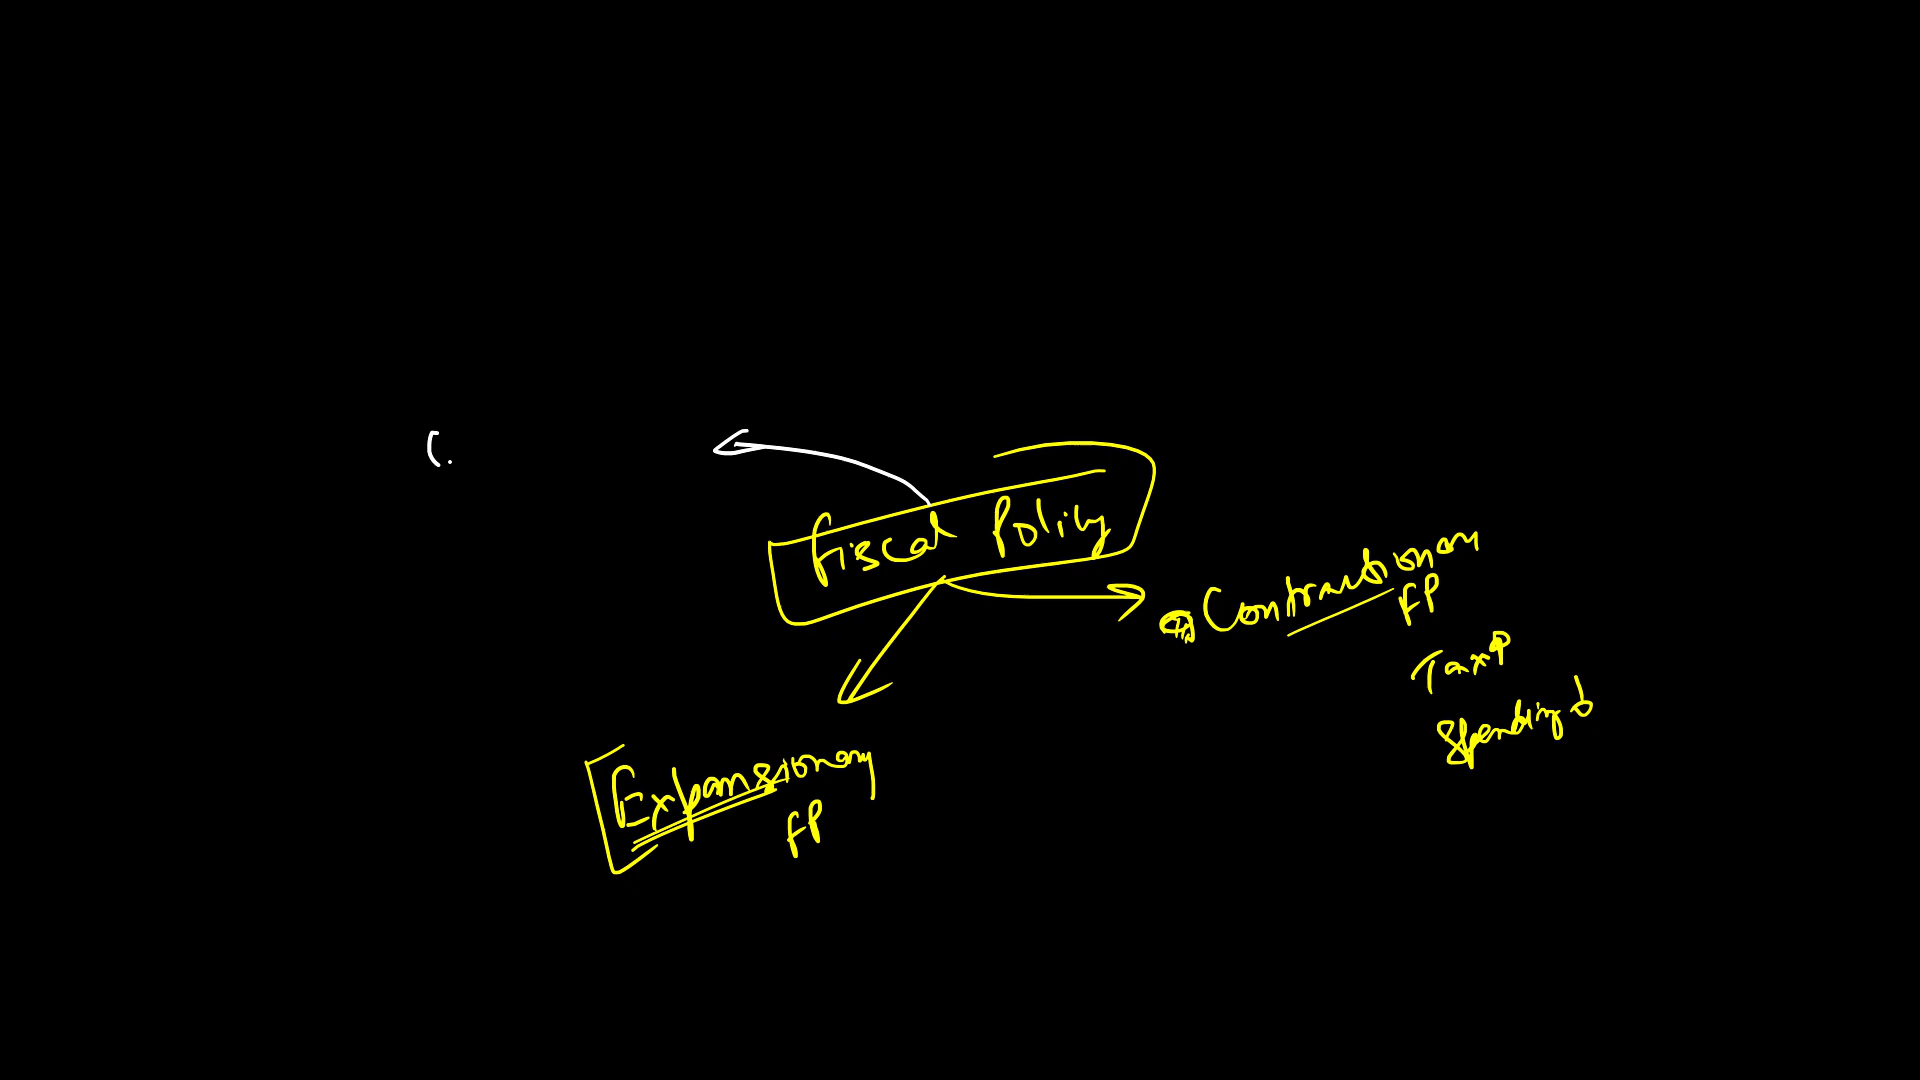 (.
Fiscal Policy
Contractionary
FP
Tax↑
Spending↓
Expansionary
FP